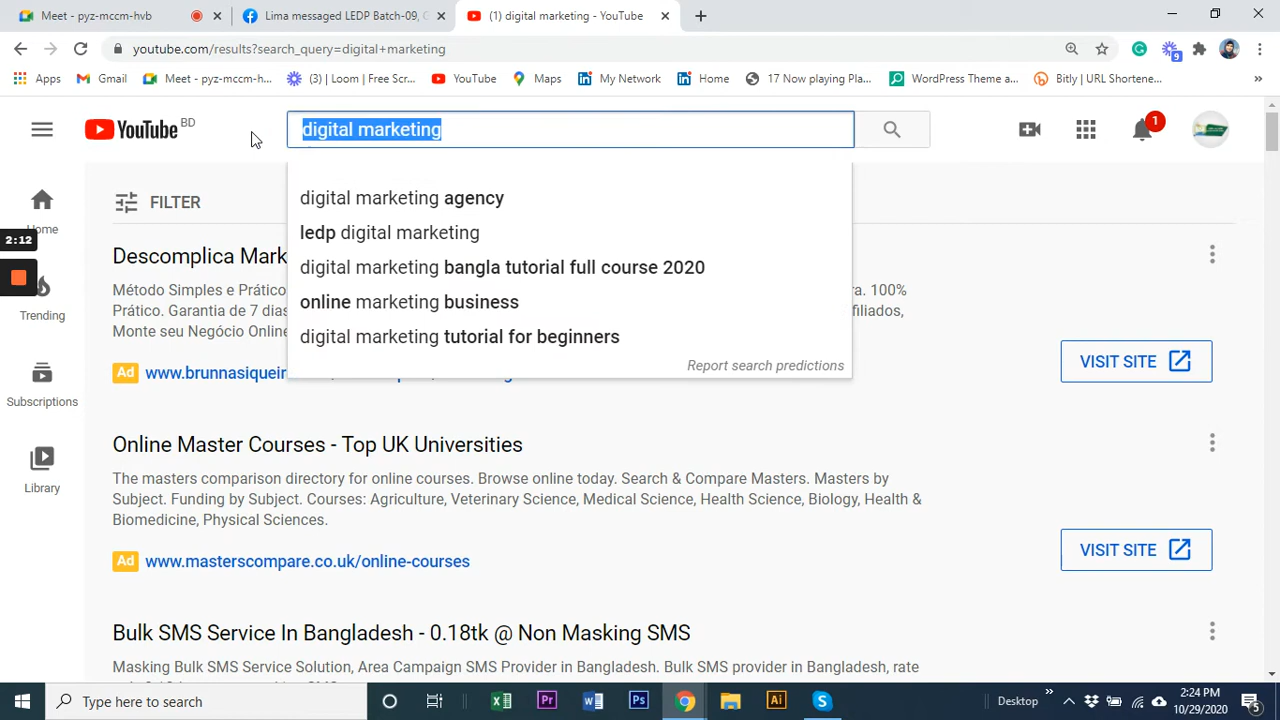 Meet - pyz-mccm-hvb
Lima messaged LEDP Batch-09, G
(1) digital marketing - YouTube
youtube.com/results?search_query=digital+marketing
9
Apps
Gmail
Meet - pyz-mccm-h...
(3) | Loom | Free Scr...
YouTube
Maps
My Network
Home
17 Now playing Pla...
WordPress Theme a...
Bitly | URL Shortene...
YouTube BD
digital marketing
1
Home
2:12
Trending
Subscriptions
Library
FILTER
digital marketing agency
ledp digital marketing
digital marketing bangla tutorial full course 2020
online marketing business
digital marketing tutorial for beginners
Report search predictions
Descomplica Mark
Método Simples e Prático
ra. 100%
Prático. Garantia de 7 dias
filiados,
Monte seu Negócio Online
Ad www.brunnasiqueir
VISIT SITE
Online Master Courses - Top UK Universities
The masters comparison directory for online courses. Browse online today. Search & Compare Masters. Masters by
Subject. Funding by Subject. Courses: Agriculture, Veterinary Science, Medical Science, Health Science, Biology, Health &
Biomedicine, Physical Sciences.
Ad www.masterscompare.co.uk/online-courses
VISIT SITE
Bulk SMS Service In Bangladesh - 0.18tk @ Non Masking SMS
Masking Bulk SMS Service Solution, Area Campaign SMS Provider in Bangladesh. Bulk SMS provider in Bangladesh, rate
Type here to search
Desktop
2:24 PM
10/29/2020
5